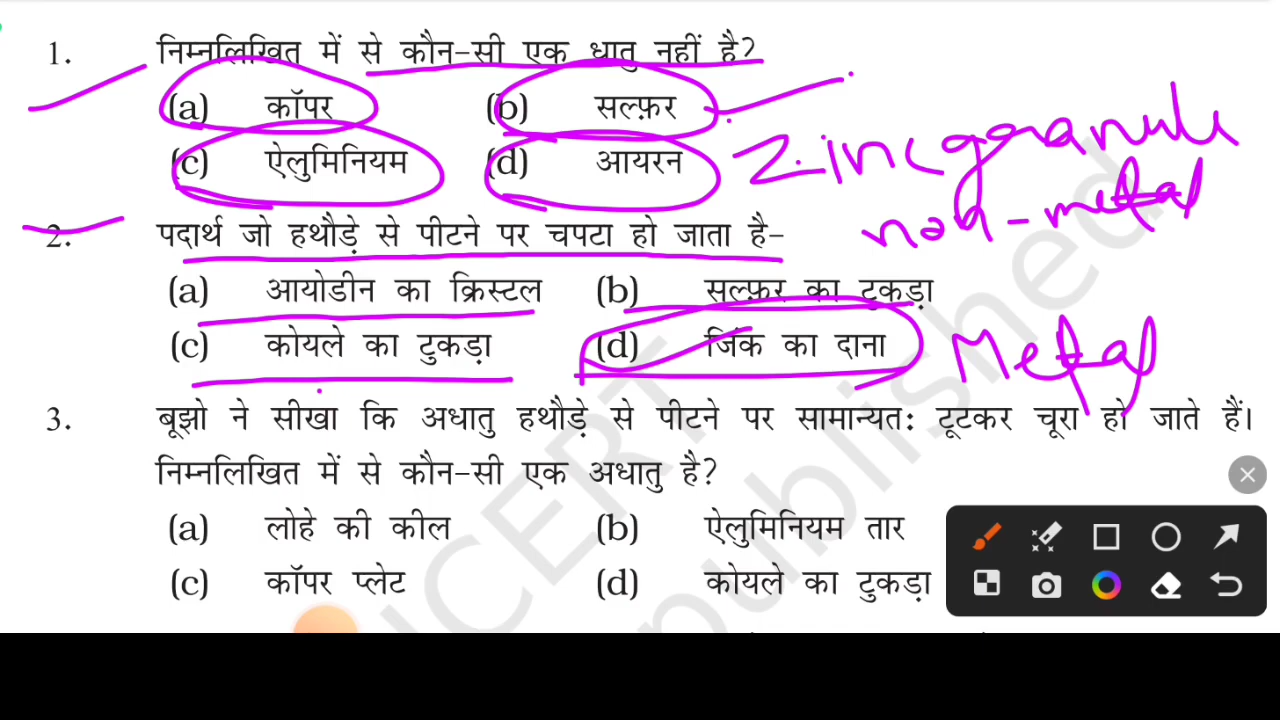 1. निम्नलिखित में से कौन-सी एक धातु नहीं है?
(a) कॉपर (b) सल्फ़र
(c) ऐलुमिनियम (d) आयरन
Zinc granule
non-metal
2. पदार्थ जो हथौड़े से पीटने पर चपटा हो जाता है-
(a) आयोडीन का क्रिस्टल (b) सल्फ़र का टुकड़ा
(c) कोयले का टुकड़ा (d) जिंक का दाना
Metal
3. बूझो ने सीखा कि अधातु हथौड़े से पीटने पर सामान्यतः टूटकर चूरा हो जाते हैं।
निम्नलिखित में से कौन-सी एक अधातु है?
(a) लोहे की कील (b) ऐलुमिनियम तार
(c) कॉपर प्लेट (d) कोयले का टुकड़ा
NCERT
published